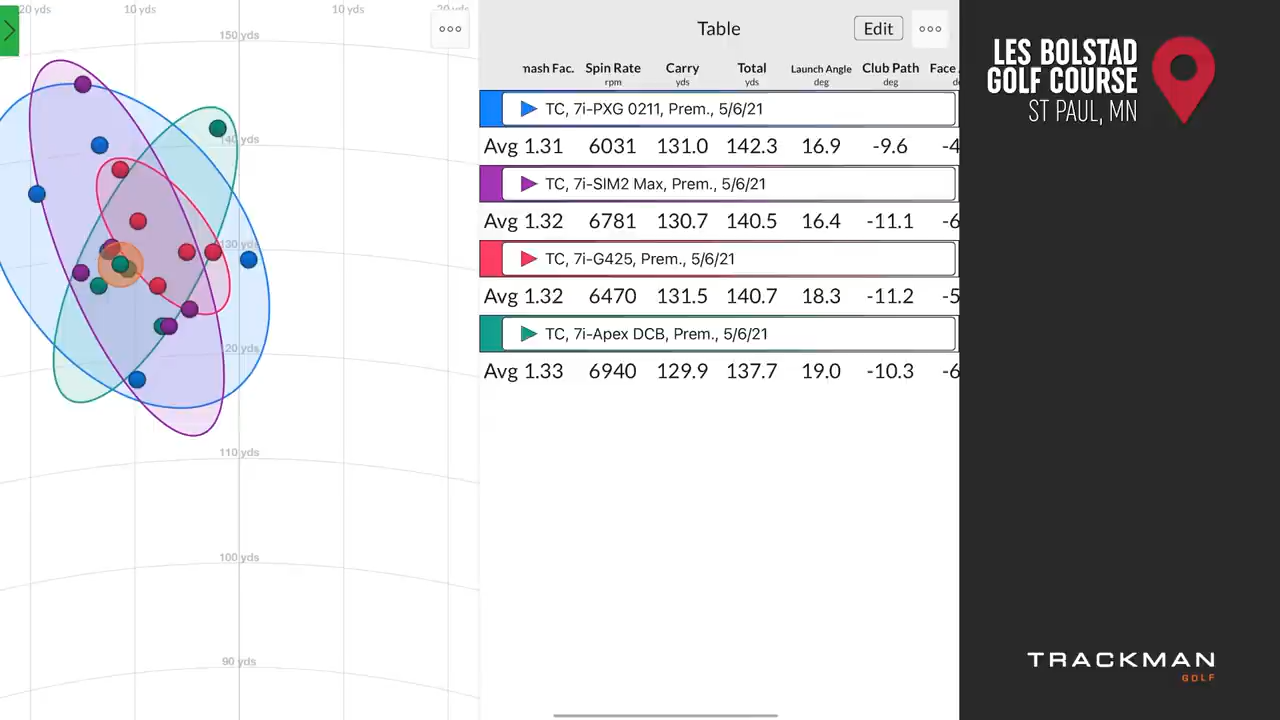 20 yds 10 yds 10 yds 20 yds
150 yds
140 yds
130 yds
120 yds
110 yds
100 yds
90 yds
Table
Edit
mash Fac. Spin Rate Carry Total Launch Angle Club Path Face
rpm yds yds deg deg
TC, 7i-PXG 0211, Prem., 5/6/21
Avg 1.31 6031 131.0 142.3 16.9 -9.6 -4
TC, 7i-SIM2 Max, Prem., 5/6/21
Avg 1.32 6781 130.7 140.5 16.4 -11.1 -6
TC, 7i-G425, Prem., 5/6/21
Avg 1.32 6470 131.5 140.7 18.3 -11.2 -5
TC, 7i-Apex DCB, Prem., 5/6/21
Avg 1.33 6940 129.9 137.7 19.0 -10.3 -6
LES BOLSTAD
GOLF COURSE
ST PAUL, MN
TRACKMAN
GOLF